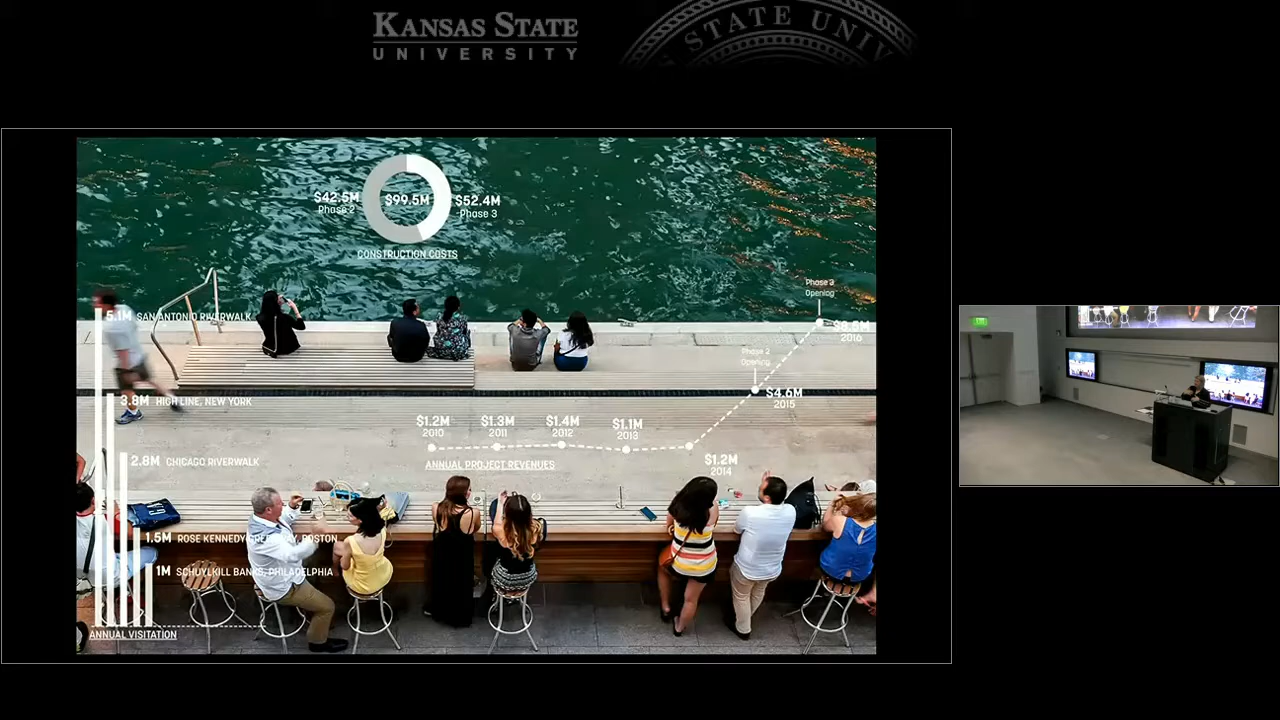 KANSAS STATE
UNIVERSITY
STATE UNIV
$42.5M
Phase 2
$99.5M
$52.4M
Phase 3
CONSTRUCTION COSTS
5.1M SAN ANTONIO RIVERWALK
3.8M HIGH LINE, NEW YORK
2.8M CHICAGO RIVERWALK
1.5M ROSE KENNEDY GREENWAY, BOSTON
1M SCHUYLKILL BANKS, PHILADELPHIA
ANNUAL VISITATION
$1.2M
2010
$1.3M
2011
$1.4M
2012
$1.1M
2013
$1.2M
2014
Phase 2
Opening
$4.6M
2015
Phase 3
Opening
2016
ANNUAL PROJECT REVENUES